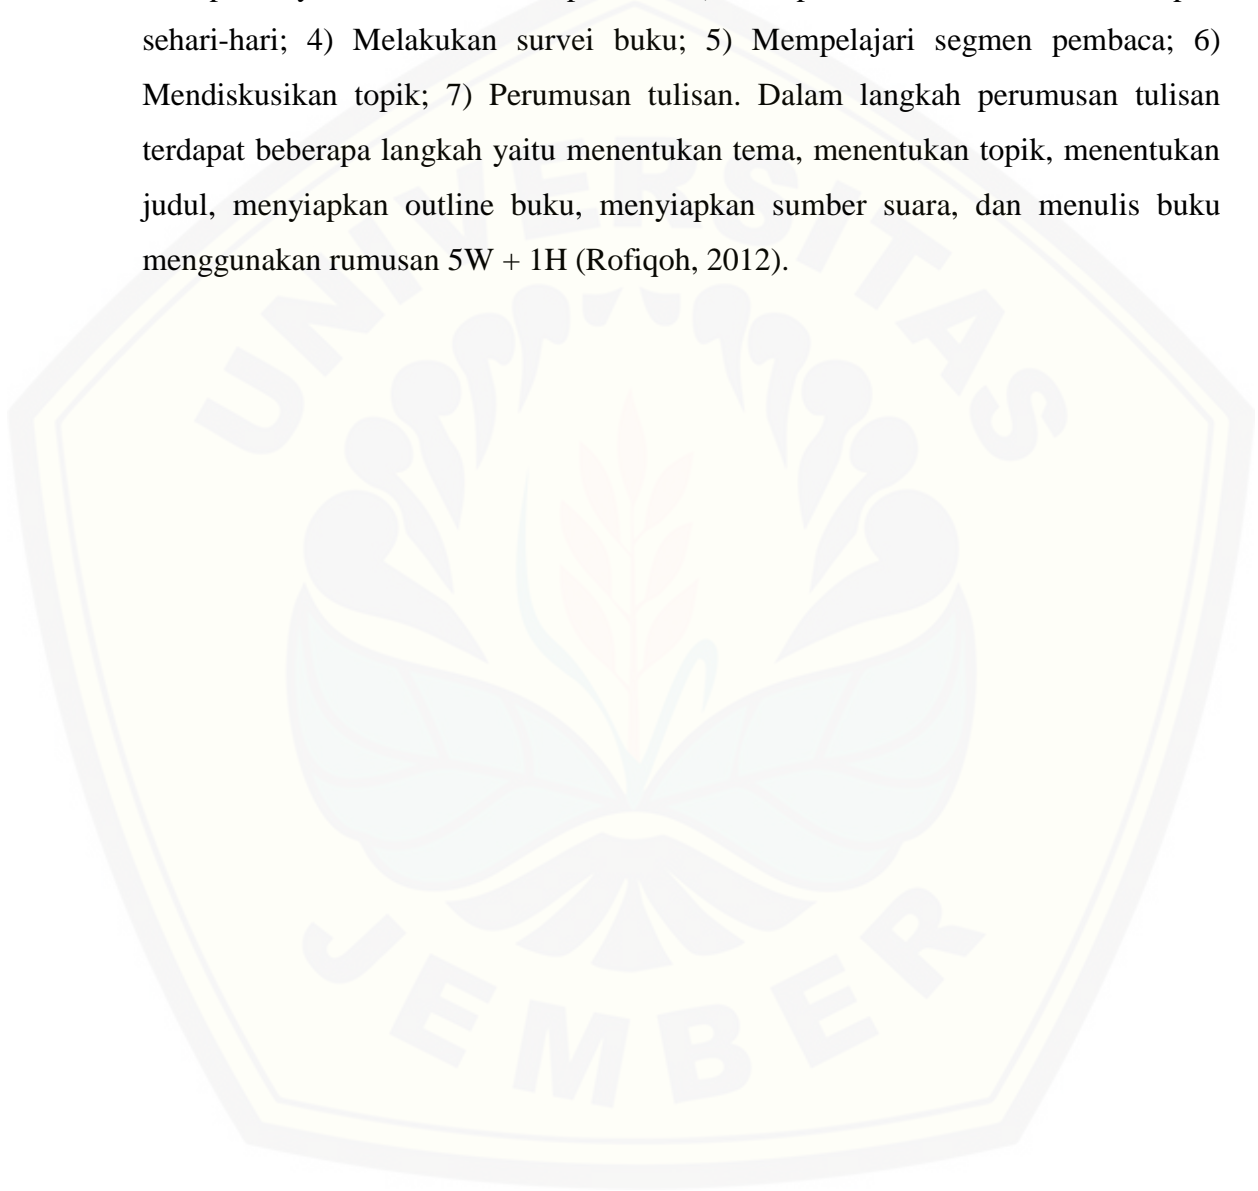 sehari-hari; 4) Melakukan survei buku; 5) Mempelajari segmen pembaca; 6)
Mendiskusikan topik; 7) Perumusan tulisan. Dalam langkah perumusan tulisan
terdapat beberapa langkah yaitu menentukan tema, menentukan topik, menentukan
judul, menyiapkan outline buku, menyiapkan sumber suara, dan menulis buku
menggunakan rumusan 5W + 1H (Rofiqoh, 2012).
UNIVERSITAS
JEMBER